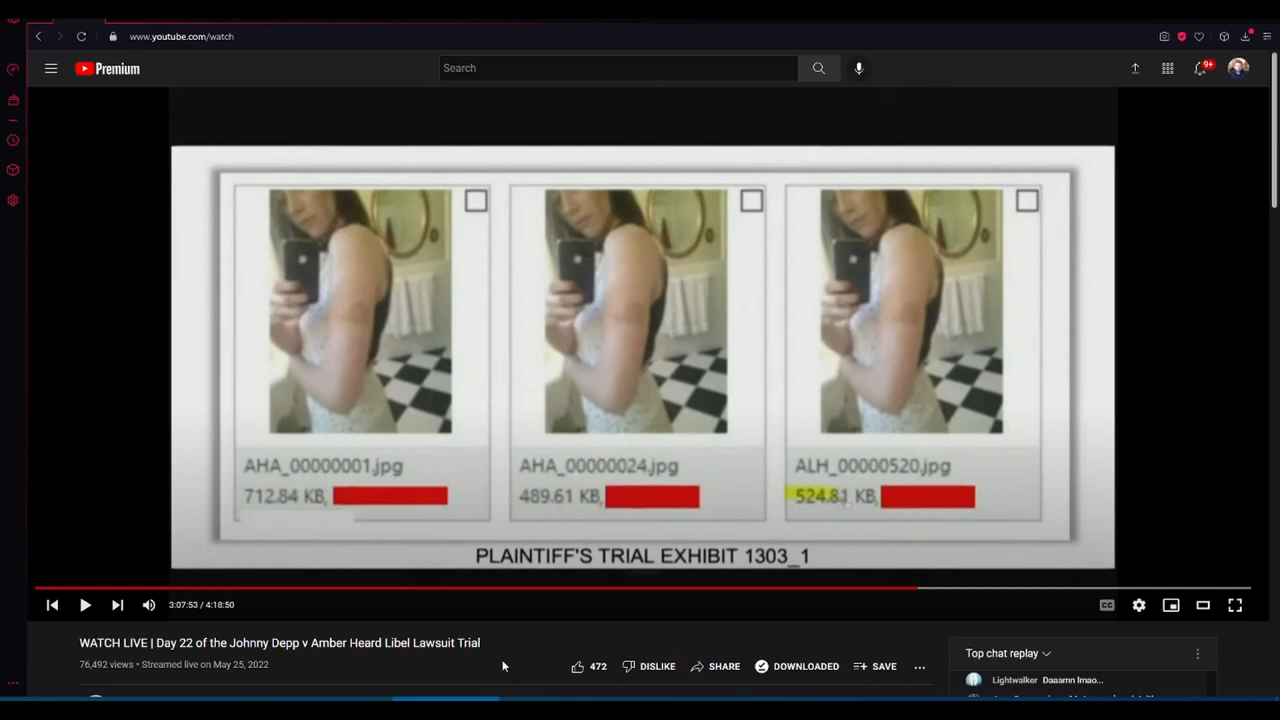 www.youtube.com/watch
Premium
Search
9+
AHA_00000001.jpg
712.84 KB,
AHA_00000024.jpg
489.61 KB,
ALH_00000520.jpg
524.81 KB,
PLAINTIFF'S TRIAL EXHIBIT 1303_1
3:07:53 / 4:18:50
CC
WATCH LIVE | Day 22 of the Johnny Depp v Amber Heard Libel Lawsuit Trial
76,492 views • Streamed live on May 25, 2022
472
DISLIKE
SHARE
DOWNLOADED
SAVE
Top chat replay
Lightwalker Daaamn lmao...